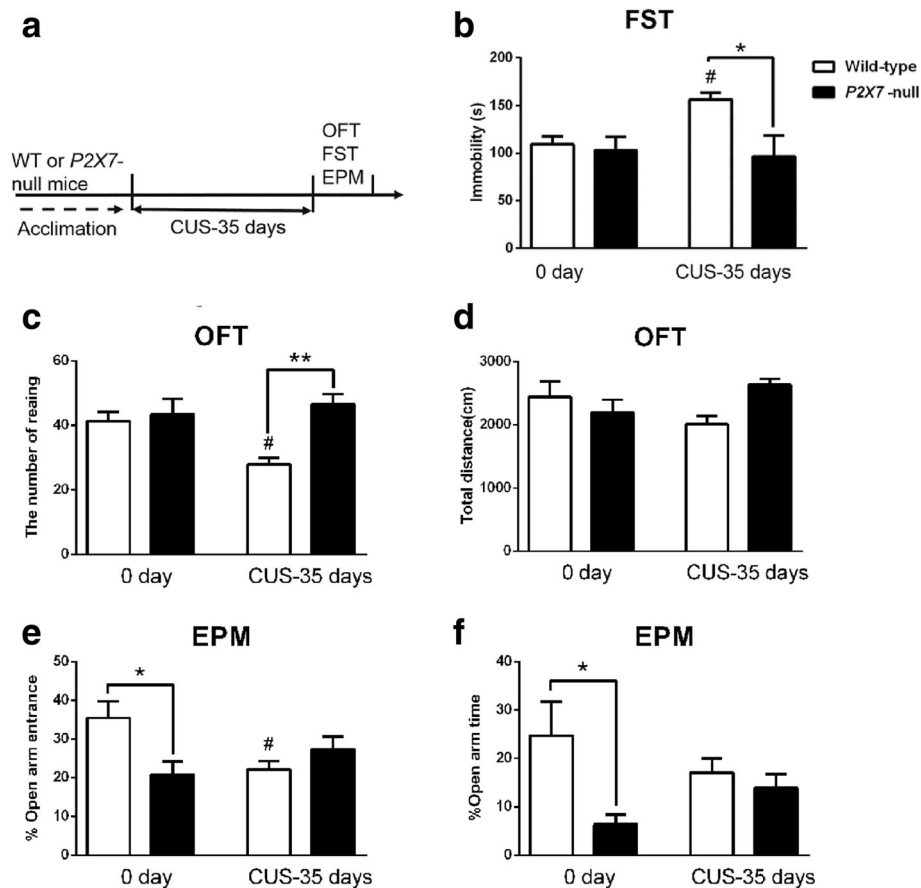 a
OFT
FST
EPM
WT or P2X7-
null mice
Acclimation
CUS-35 days
b
FST
Immobility (s)
200
150
100
50
0
#
*
0 day
CUS-35 days
Wild-type
P2X7 -null
c
OFT
The number of reaing
60
40
20
0
#
**
0 day
CUS-35 days
d
OFT
Total distance(cm)
3000
2000
1000
0
0 day
CUS-35 days
e
EPM
% Open arm entrance
50
40
30
20
10
0
*
#
0 day
CUS-35 days
f
EPM
%Open arm time
40
30
20
10
0
*
0 day
CUS-35 days